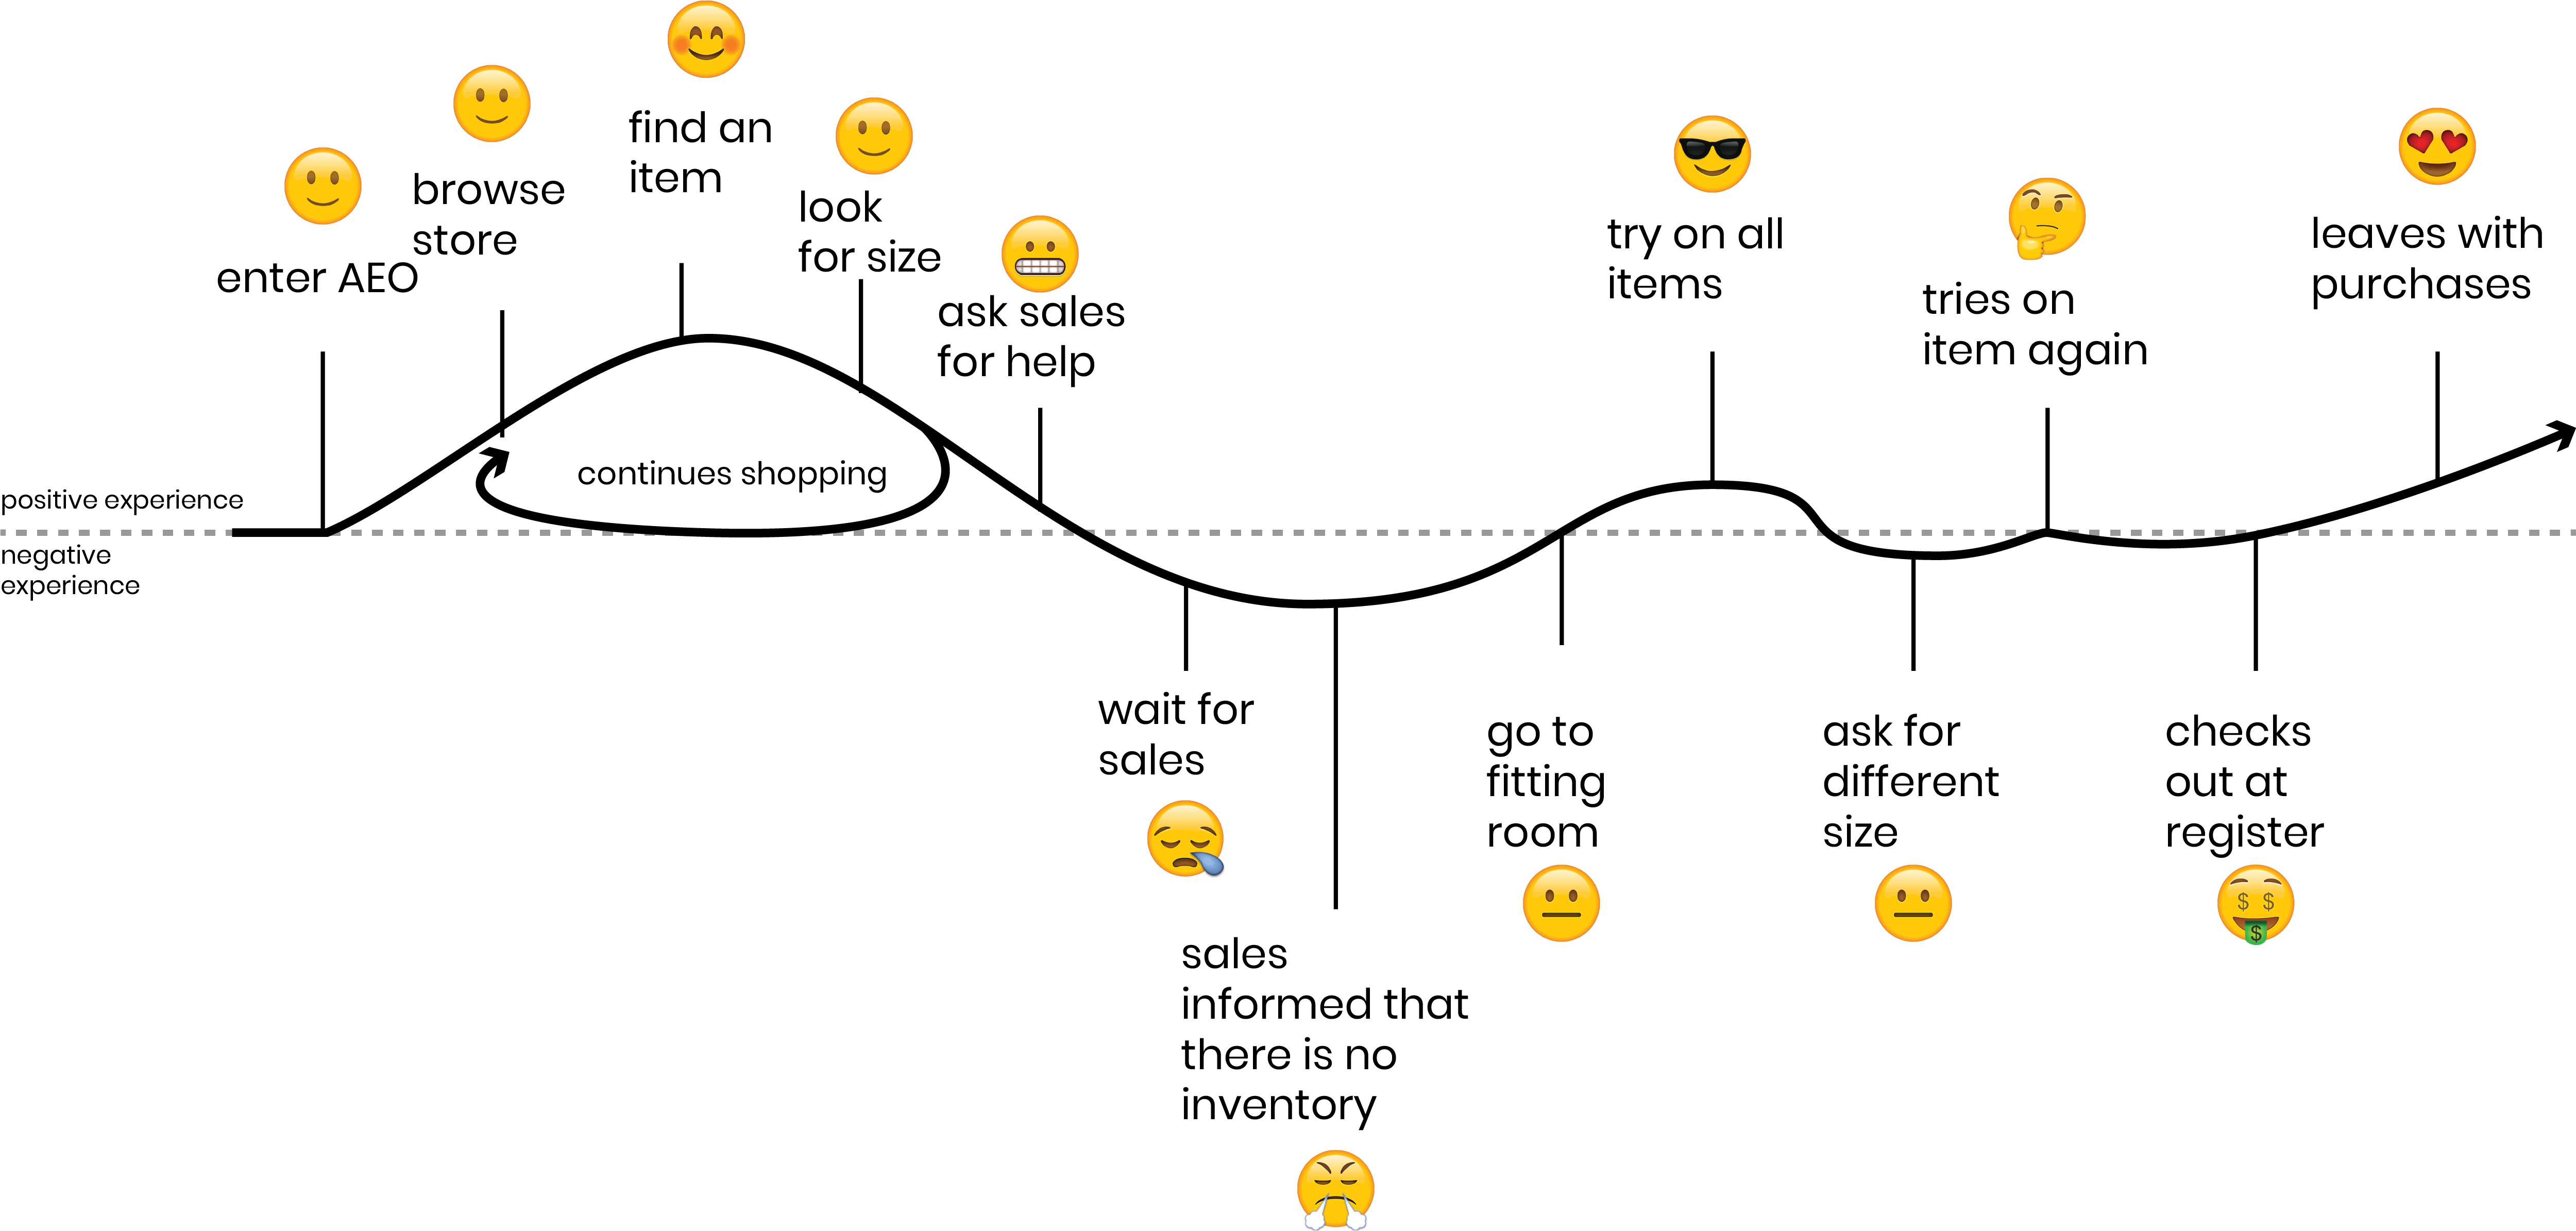 enter AEO
browse
store
find an
item
look
for size
ask sales
for help
try on all
items
tries on
item again
leaves with
purchases
continues shopping
positive experience
negative
experience
wait for
sales
sales
informed that
there is no
inventory
go to
fitting
room
ask for
different
size
checks
out at
register